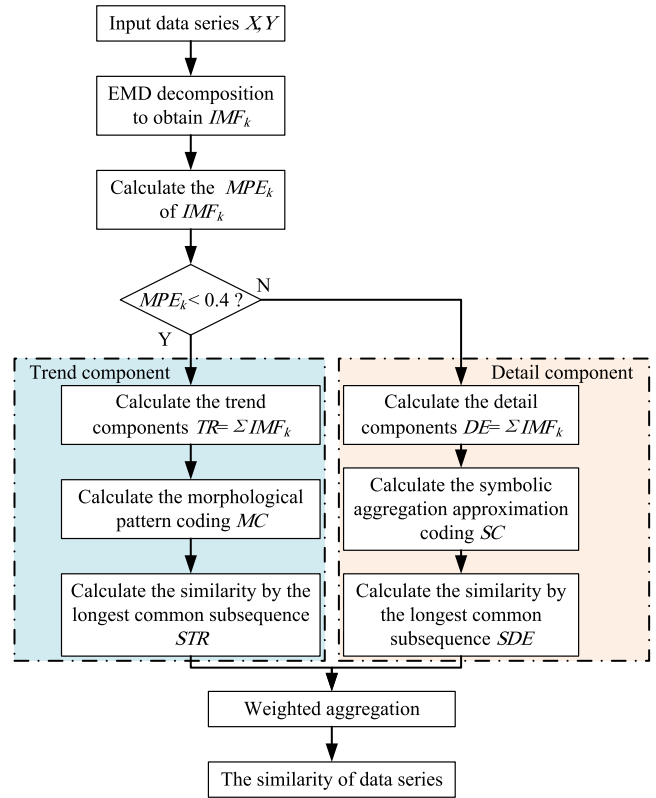 Input data series X,Y
EMD decomposition
to obtain IMFₖ
Calculate the MPEₖ
of IMFₖ
MPEₖ< 0.4 ?
N
Y
Trend component
Calculate the trend
components TR= Σ IMFₖ
Calculate the morphological
pattern coding MC
Calculate the similarity by the
longest common subsequence
STR
Detail component
Calculate the detail
components DE= Σ IMFₖ
Calculate the symbolic
aggregation approximation
coding SC
Calculate the similarity by
the longest common
subsequence SDE
Weighted aggregation
The similarity of data series